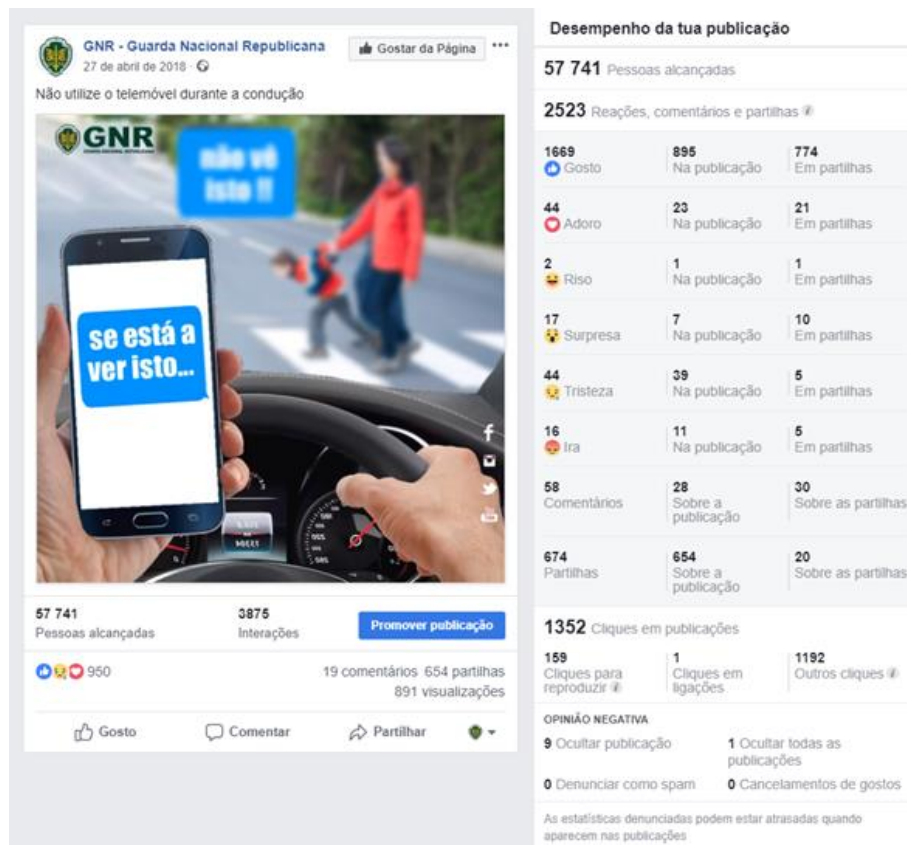 GNR - Guarda Nacional Republicana
Gostar da Página
27 de abril de 2018
Não utilize o telemóvel durante a condução
GNR
não vê
isto !!
se está a
ver isto...
57 741
Pessoas alcançadas
3875
Interações
Promover publicação
950
19 comentários 654 partilhas
891 visualizações
Gosto
Comentar
Partilhar
Desempenho da tua publicação
57 741 Pessoas alcançadas
2523 Reações, comentários e partilhas
1669 895 774
Gosto Na publicação Em partilhas
44 23 21
Adoro Na publicação Em partilhas
2 1 1
Riso Na publicação Em partilhas
17 7 10
Surpresa Na publicação Em partilhas
44 39 5
Tristeza Na publicação Em partilhas
16 11 5
Ira Na publicação Em partilhas
58 28 30
Comentários Sobre a Sobre as partilhas
publicação
674 654 20
Partilhas Sobre a Sobre as partilhas
publicação
1352 Cliques em publicações
159 1 1192
Cliques para Cliques em Outros cliques
reproduzir ligações
OPINIÃO NEGATIVA
9 Ocultar publicação 1 Ocultar todas as
publicações
0 Denunciar como spam 0 Cancelamentos de gostos
As estatísticas denunciadas podem estar atrasadas quando
aparecem nas publicações